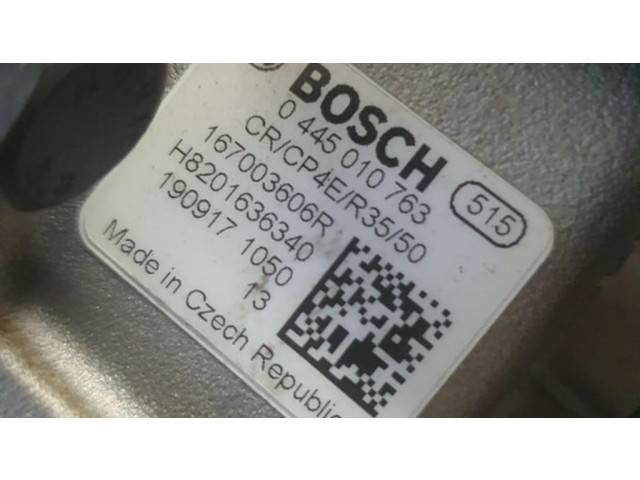 BOSCH
0 445 010 763
CR/CP4E/R35/50
515
167003606R
H8201636340
190917 1050
13
Made in Czech Republic